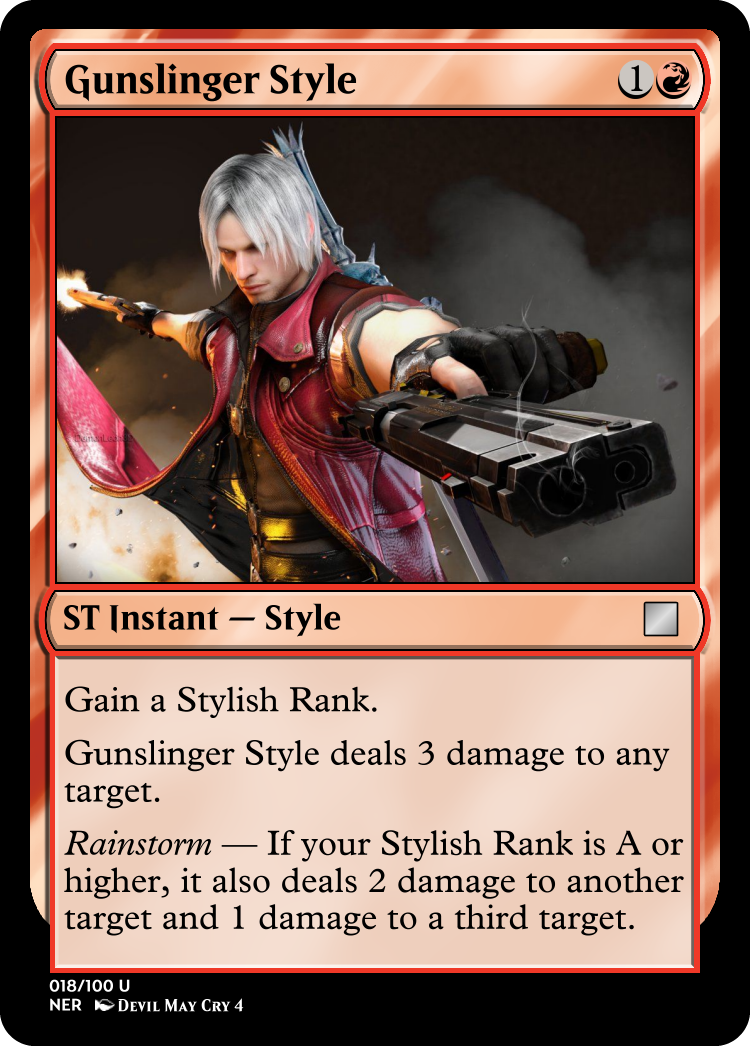 Gunslinger Style
1
ST Instant — Style
Gain a Stylish Rank.
Gunslinger Style deals 3 damage to any
target.
Rainstorm — If your Stylish Rank is A or
higher, it also deals 2 damage to another
target and 1 damage to a third target.
018/100 U
NER Devil May Cry 4